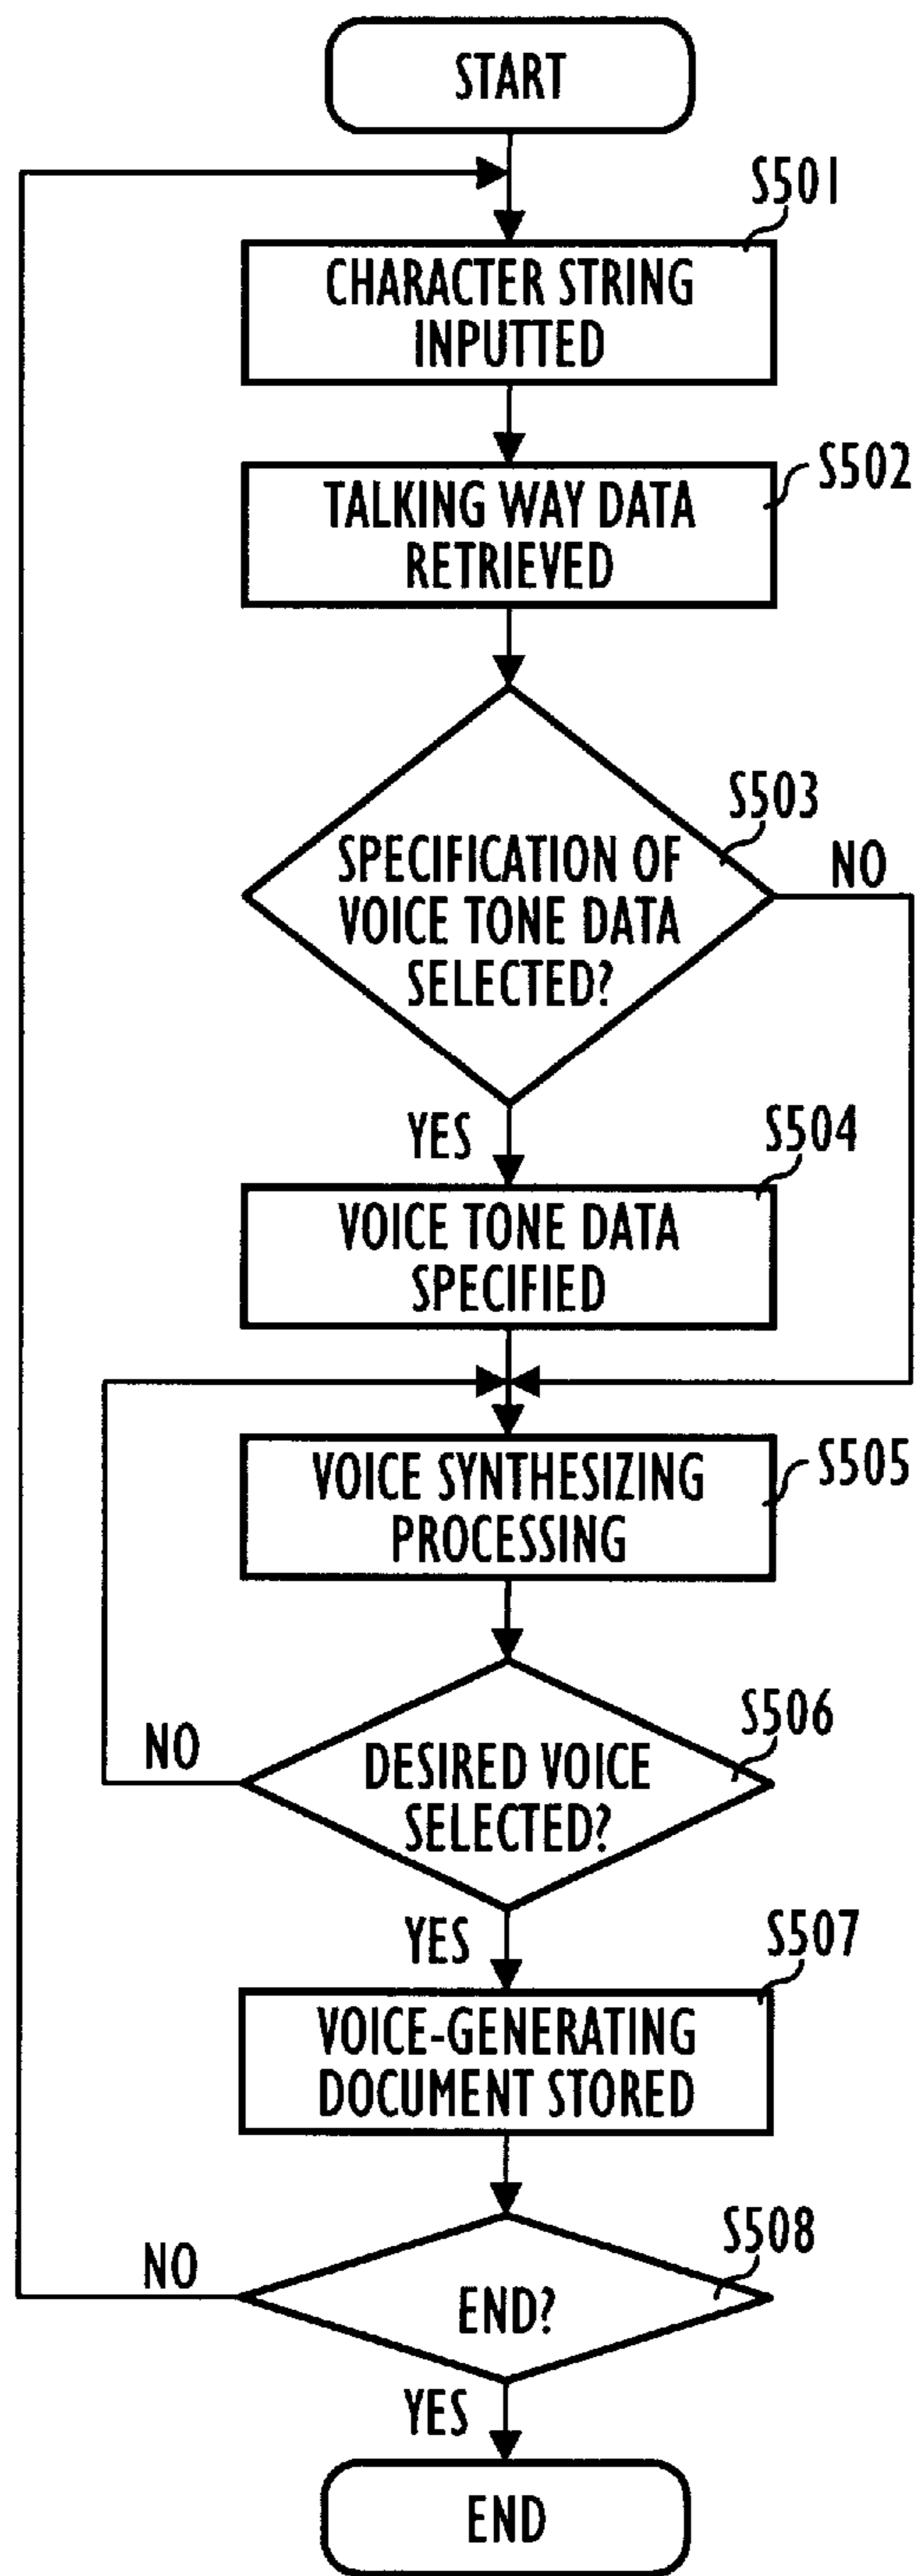 START
S501
CHARACTER STRING
INPUTTED
S502
TALKING WAY DATA
RETRIEVED
S503
SPECIFICATION OF
VOICE TONE DATA
SELECTED?
NO
YES
S504
VOICE TONE DATA
SPECIFIED
S505
VOICE SYNTHESIZING
PROCESSING
S506
NO
DESIRED VOICE
SELECTED?
YES
S507
VOICE-GENERATING
DOCUMENT STORED
S508
NO
END?
YES
END